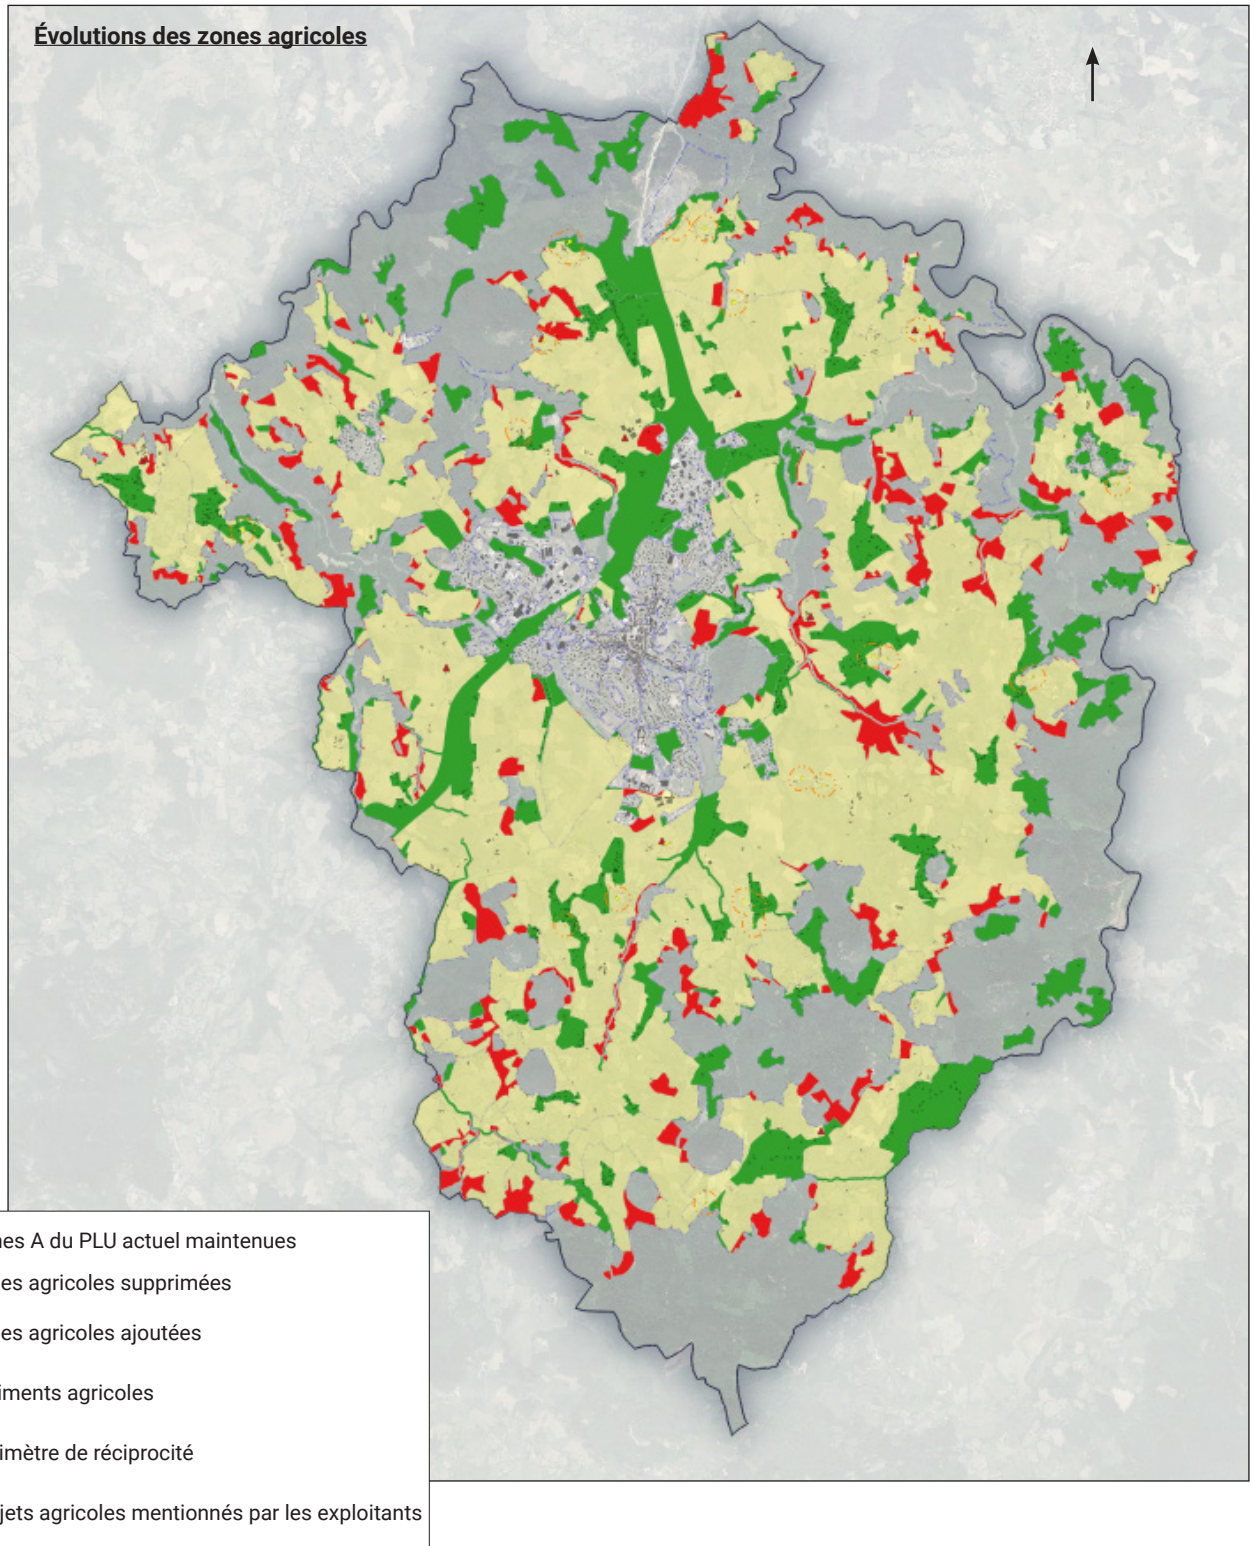 Évolutions des zones agricoles
nes A du PLU actuel maintenues
es agricoles supprimées
es agricoles ajoutées
iments agricoles
imètre de réciprocité
jets agricoles mentionnés par les exploitants